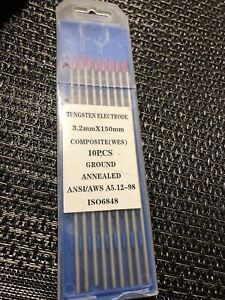 TUNGSTEN ELECTRODE
3.2mmX150mm
COMPOSITE(WES)
10PCS
GROUND
ANNEALED
ANSI/AWS A5.12-98
ISO6848